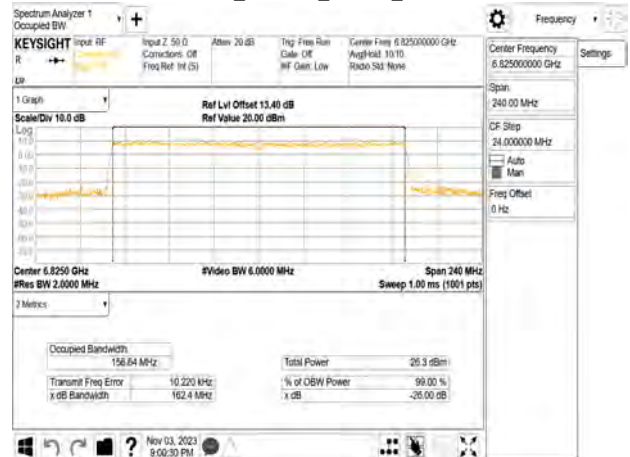 Spectrum Analyzer 1
Occupied BW
+
Frequency
KEYSIGHT Input: RF
Input Z: 50 Ω
Atten: 20 dB
Trig: Free Run
Center Freq: 6.825000000 GHz
R
Corrections: Off
Gate: Off
Avg|Hold: 10/10
Freq Ref: Int (S)
#IF Gain: Low
Radio Std: None
Center Frequency
6.825000000 GHz
Settings
Span
240.00 MHz
CF Step
24.000000 MHz
Auto
Man
Freq Offset
0 Hz
1 Graph
Ref Lvl Offset 13.40 dB
Scale/Div 10.0 dB
Ref Value 20.00 dBm
Log
Center 6.8250 GHz
#Video BW 6.0000 MHz
Span 240 MHz
#Res BW 2.0000 MHz
Sweep 1.00 ms (1001 pts)
2 Metrics
Occupied Bandwidth
156.64 MHz
Total Power
26.3 dBm
Transmit Freq Error
10.220 kHz
% of OBW Power
99.00 %
x dB Bandwidth
162.4 MHz
x dB
-26.00 dB
?
Nov 03, 2023
9:00:30 PM